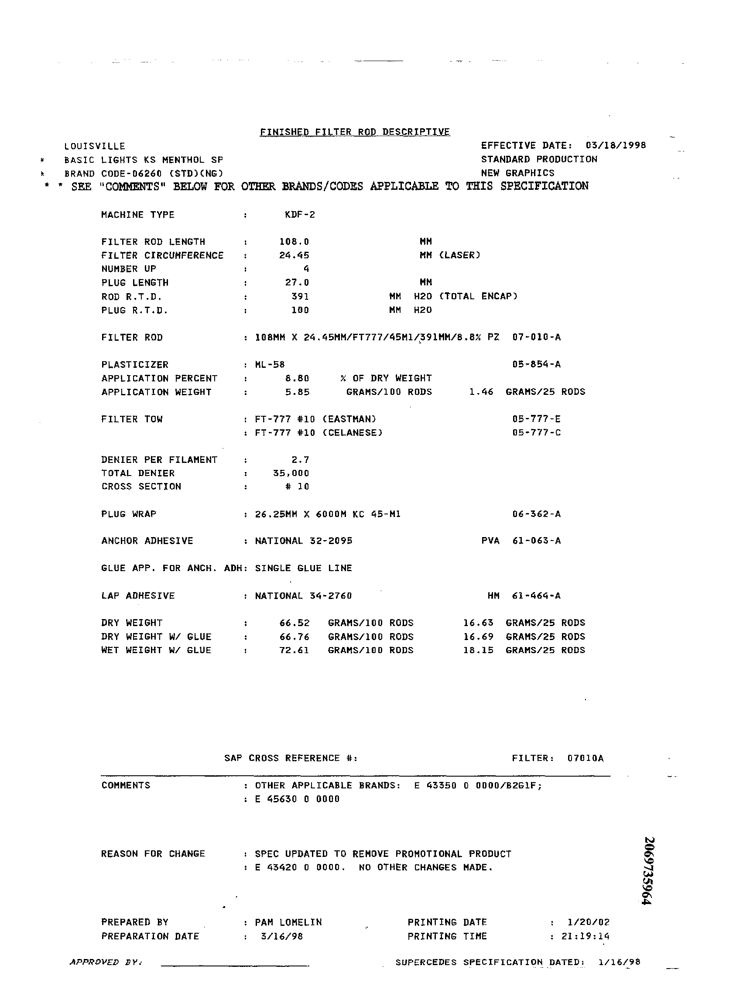 FINISHED FILTER ROD DESCRIPTIVE
LOUISVILLE EFFECTIVE DATE: 03/18/1998
* BASIC LIGHTS KS MENTHOL SP STANDARD PRODUCTION
* BRAND CODE-06260 (STD)(NG) NEW GRAPHICS
* * SEE "COMMENTS" BELOW FOR OTHER BRANDS/CODES APPLICABLE TO THIS SPECIFICATION
MACHINE TYPE : KDF-2
FILTER ROD LENGTH : 108.0 MM
FILTER CIRCUMFERENCE : 24.45 MM (LASER)
NUMBER UP : 4
PLUG LENGTH : 27.0 MM
ROD R.T.D. : 391 MM H2O (TOTAL ENCAP)
PLUG R.T.D. : 100 MM H2O
FILTER ROD : 108MM X 24.45MM/FT777/45M1/391MM/8.8% PZ 07-010-A
PLASTICIZER : ML-58 05-854-A
APPLICATION PERCENT : 8.80 % OF DRY WEIGHT
APPLICATION WEIGHT : 5.85 GRAMS/100 RODS 1.46 GRAMS/25 RODS
FILTER TOW : FT-777 #10 (EASTMAN) 05-777-E
: FT-777 #10 (CELANESE) 05-777-C
DENIER PER FILAMENT : 2.7
TOTAL DENIER : 35,000
CROSS SECTION : # 10
PLUG WRAP : 26.25MM X 6000M KC 45-M1 06-362-A
ANCHOR ADHESIVE : NATIONAL 32-2095 PVA 61-063-A
GLUE APP. FOR ANCH. ADH: SINGLE GLUE LINE
LAP ADHESIVE : NATIONAL 34-2760 HM 61-464-A
DRY WEIGHT : 66.52 GRAMS/100 RODS 16.63 GRAMS/25 RODS
DRY WEIGHT W/ GLUE : 66.76 GRAMS/100 RODS 16.69 GRAMS/25 RODS
WET WEIGHT W/ GLUE : 72.61 GRAMS/100 RODS 18.15 GRAMS/25 RODS
SAP CROSS REFERENCE #: FILTER: 07010A
COMMENTS : OTHER APPLICABLE BRANDS: E 43350 0 0000/B2G1F;
: E 45630 0 0000
REASON FOR CHANGE : SPEC UPDATED TO REMOVE PROMOTIONAL PRODUCT
: E 43420 0 0000. NO OTHER CHANGES MADE.
2069735964
PREPARED BY : PAM LOMELIN PRINTING DATE : 1/20/02
PREPARATION DATE : 3/16/98 PRINTING TIME : 21:19:14
APPROVED BY: SUPERCEDES SPECIFICATION DATED: 1/16/98